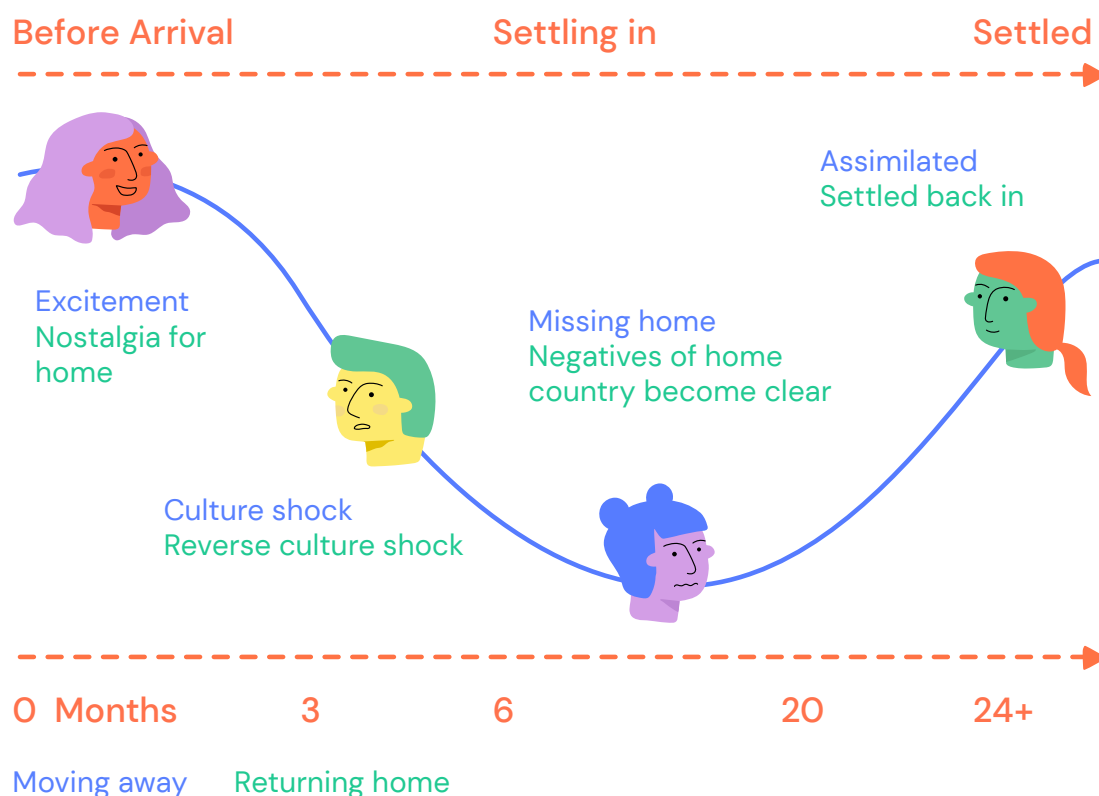 Before Arrival
Settling in
Settled
Assimilated
Settled back in
Excitement
Nostalgia for
home
Missing home
Negatives of home
country become clear
Culture shock
Reverse culture shock
0 Months
3
6
20
24+
Moving away
Returning home